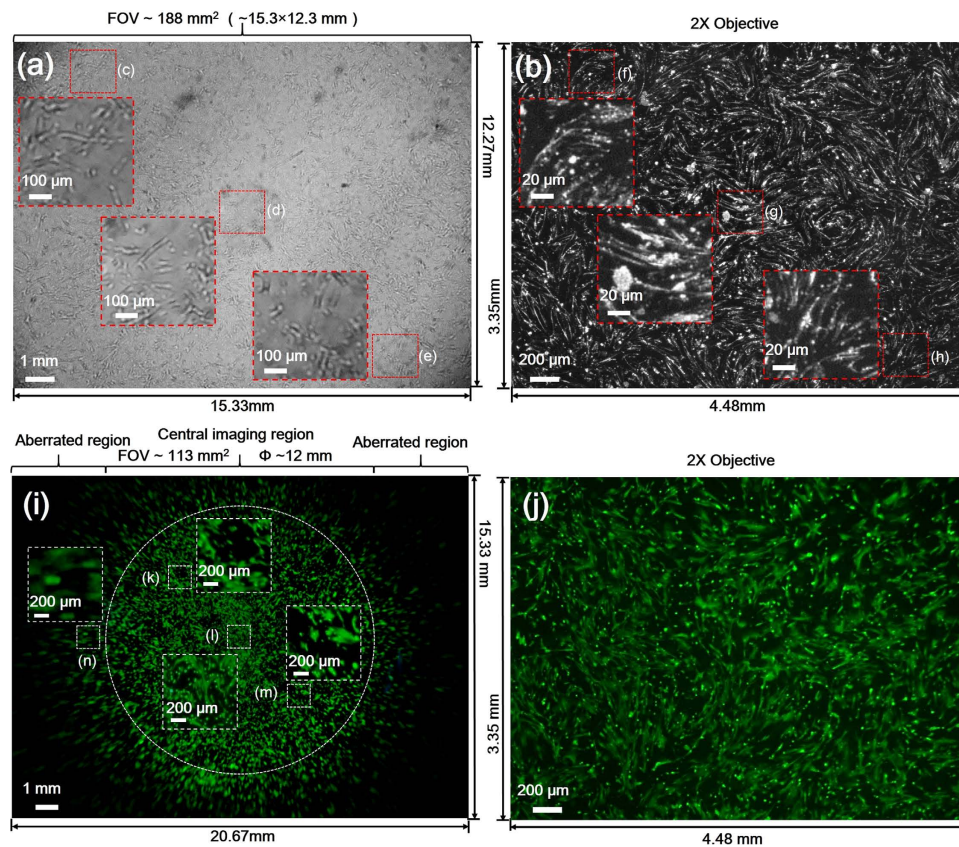 FOV ~ 188 mm² ( ~15.3×12.3 mm )
2X Objective
(a)
(c)
100 µm
(d)
100 µm
100 µm
(e)
1 mm
15.33mm
12.27mm
3.35mm
(b)
(f)
20 µm
(g)
20 µm
20 µm
(h)
200 µm
4.48mm
Aberrated region
Central imaging region
Aberrated region
FOV ~ 113 mm² Φ ~12 mm
2X Objective
(i)
(k)
200 µm
200 µm
(n)
(l)
200 µm
200 µm
(m)
1 mm
20.67mm
15.33 mm
3.35 mm
(j)
200 µm
4.48 mm